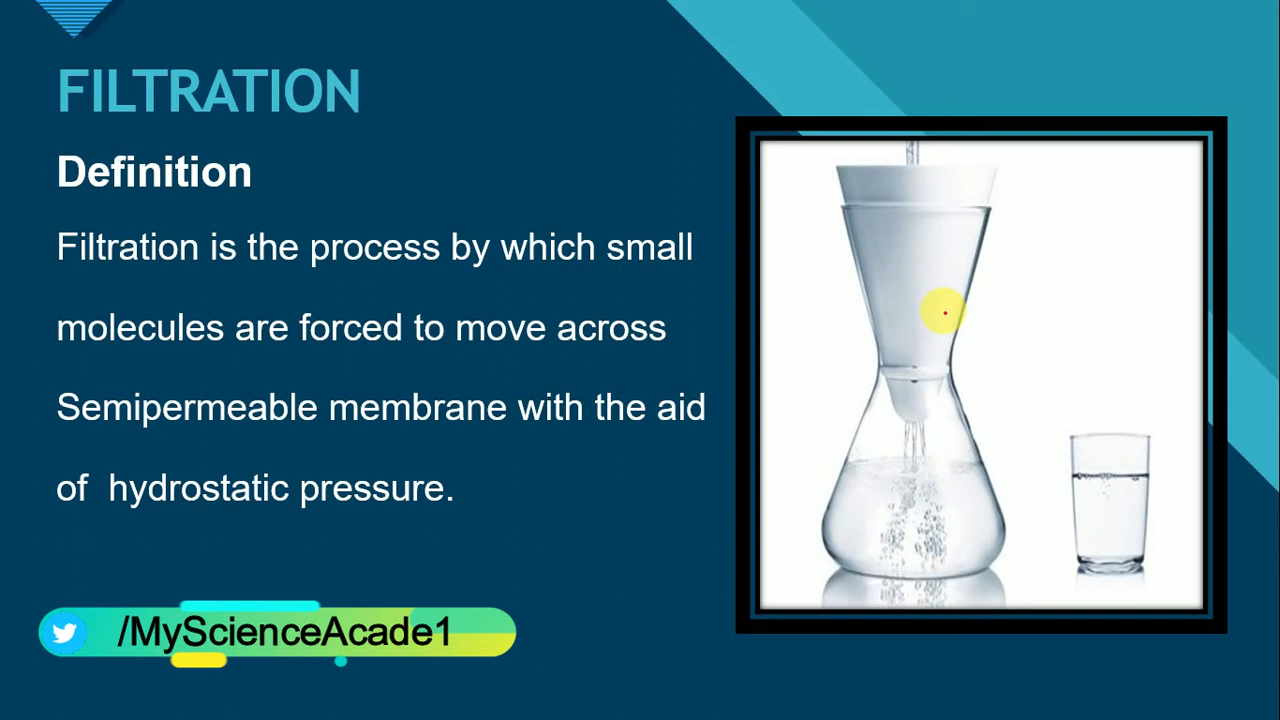 FILTRATION
Definition
Filtration is the process by which small
molecules are forced to move across
Semipermeable membrane with the aid
of  hydrostatic pressure.
/MyScienceAcade1